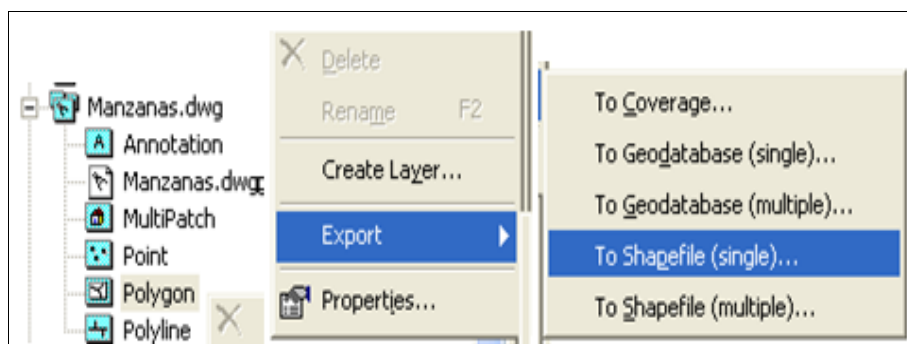 Manzanas.dwg
Annotation
Manzanas.dwg
MultiPatch
Point
Polygon
Polyline
Delete
Rename F2
Create Layer...
Export
Properties...
To Coverage...
To Geodatabase (single)...
To Geodatabase (multiple)...
To Shapefile (single)...
To Shapefile (multiple)...